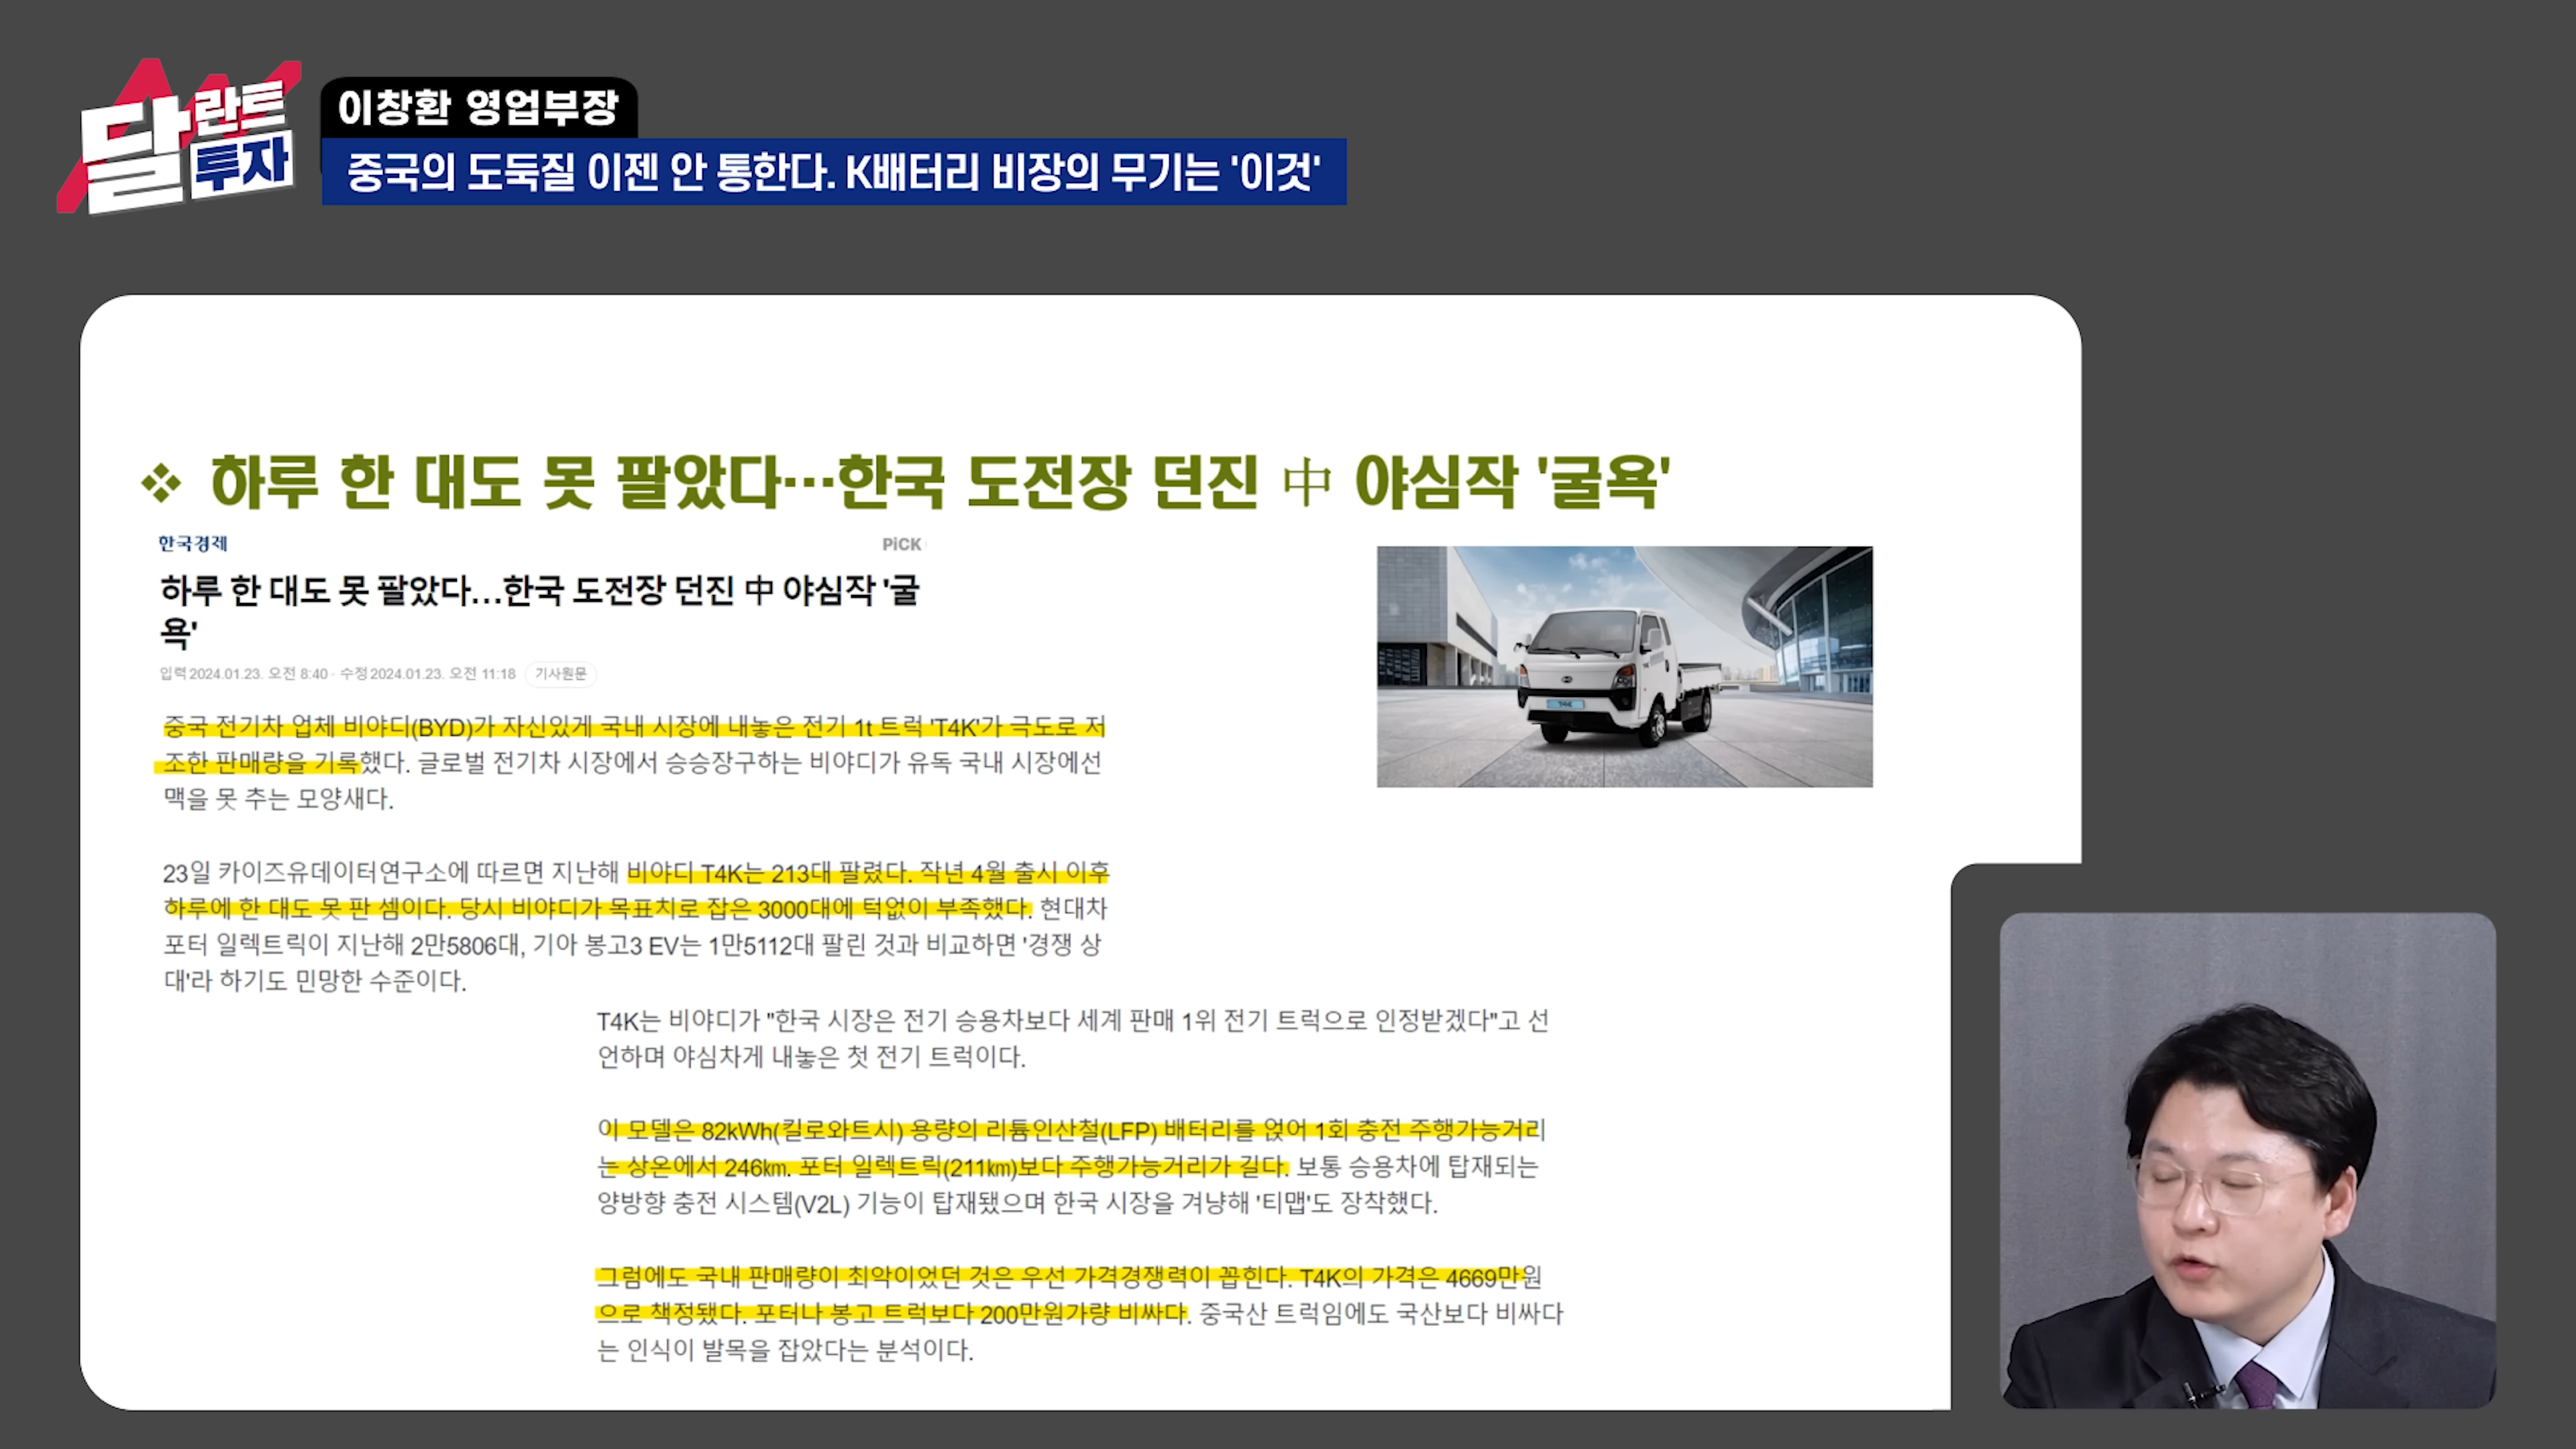 달란트
투자
이창환 영업부장
중국의 도둑질 이젠 안 통한다. K배터리 비장의 무기는 '이것'
❖ 하루 한 대도 못 팔았다…한국 도전장 던진 中 야심작 '굴욕'
한국경제
PiCK
하루 한 대도 못 팔았다…한국 도전장 던진 中 야심작 '굴
욕'
입력 2024.01.23. 오전 8:40 · 수정 2024.01.23. 오전 11:18 기사원문
중국 전기차 업체 비야디(BYD)가 자신있게 국내 시장에 내놓은 전기 1t 트럭 'T4K'가 극도로 저
조한 판매량을 기록했다. 글로벌 전기차 시장에서 승승장구하는 비야디가 유독 국내 시장에선
맥을 못 추는 모양새다.
23일 카이즈유데이터연구소에 따르면 지난해 비야디 T4K는 213대 팔렸다. 작년 4월 출시 이후
하루에 한 대도 못 판 셈이다. 당시 비야디가 목표치로 잡은 3000대에 턱없이 부족했다. 현대차
포터 일렉트릭이 지난해 2만5806대, 기아 봉고3 EV는 1만5112대 팔린 것과 비교하면 '경쟁 상
대'라 하기도 민망한 수준이다.
T4K는 비야디가 "한국 시장은 전기 승용차보다 세계 판매 1위 전기 트럭으로 인정받겠다"고 선
언하며 야심차게 내놓은 첫 전기 트럭이다.
이 모델은 82kWh(킬로와트시) 용량의 리튬인산철(LFP) 배터리를 얹어 1회 충전 주행가능거리
는 상온에서 246㎞. 포터 일렉트릭(211㎞)보다 주행가능거리가 길다. 보통 승용차에 탑재되는
양방향 충전 시스템(V2L) 기능이 탑재됐으며 한국 시장을 겨냥해 '티맵'도 장착했다.
그럼에도 국내 판매량이 최악이었던 것은 우선 가격경쟁력이 꼽힌다. T4K의 가격은 4669만원
으로 책정됐다. 포터나 봉고 트럭보다 200만원가량 비싸다. 중국산 트럭임에도 국산보다 비싸다
는 인식이 발목을 잡았다는 분석이다.